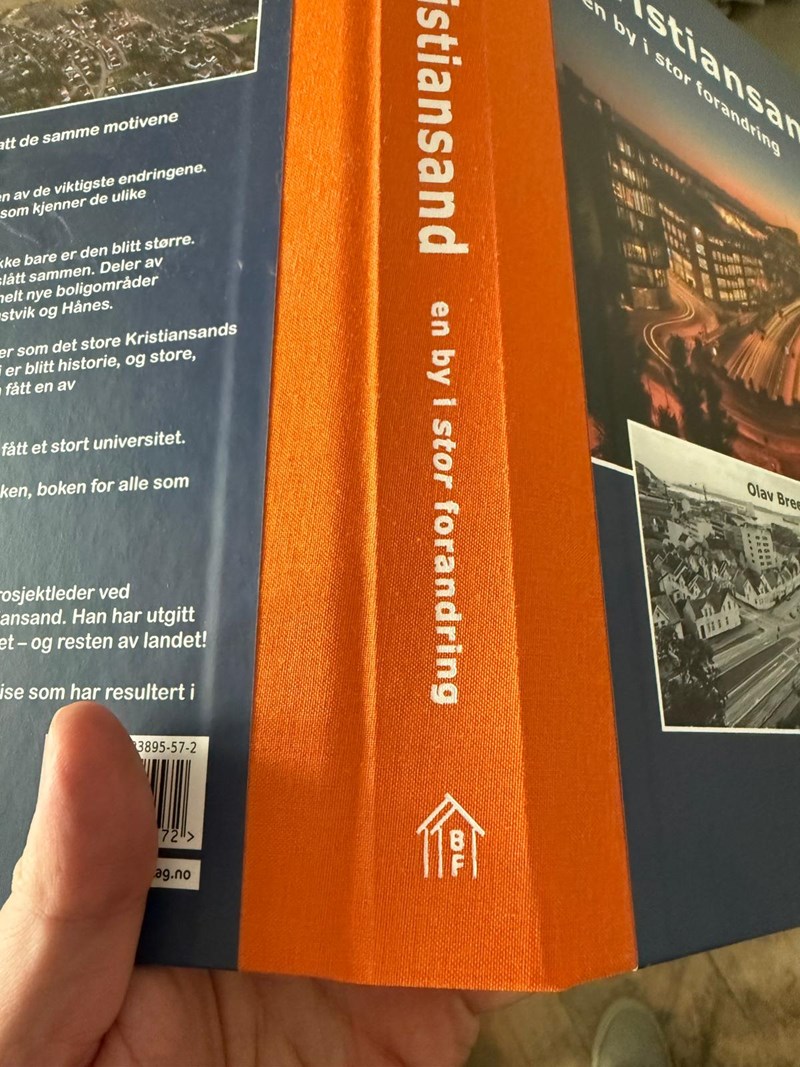 att de samme motivene
en av de viktigste endringene.
som kjenner de ulike
kke bare er den blitt større.
slått sammen. Deler av
helt nye boligområder
stvik og Hånes.
er som det store Kristiansands
i er blitt historie, og store,
fått en av
fått et stort universitet.
ken, boken for alle som
rosjektleder ved
iansand. Han har utgitt
et – og resten av landet!
ise som har resultert i
3895-57-2
72 >
ag.no
istiansand en by i stor forandring
B
F
ristiansan
en by i stor forandring
Olav Bree